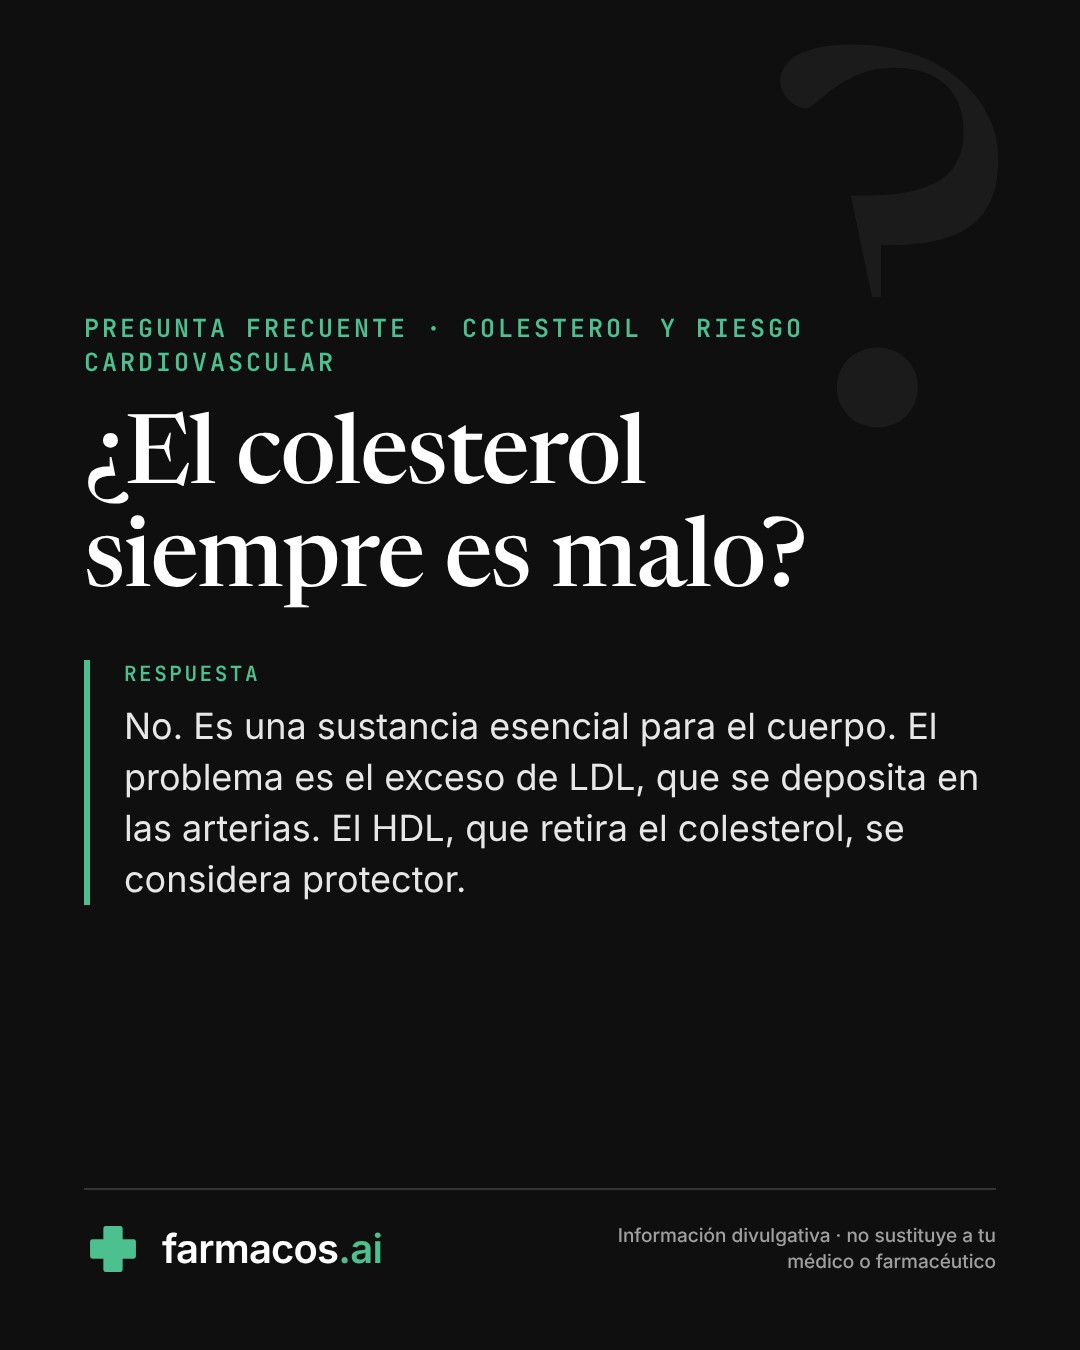 PREGUNTA FRECUENTE · COLESTEROL Y RIESGO
CARDIOVASCULAR
¿El colesterol
siempre es malo?
RESPUESTA
No. Es una sustancia esencial para el cuerpo. El
problema es el exceso de LDL, que se deposita en
las arterias. El HDL, que retira el colesterol, se
considera protector.
farmacos.ai
Información divulgativa · no sustituye a tu
médico o farmacéutico